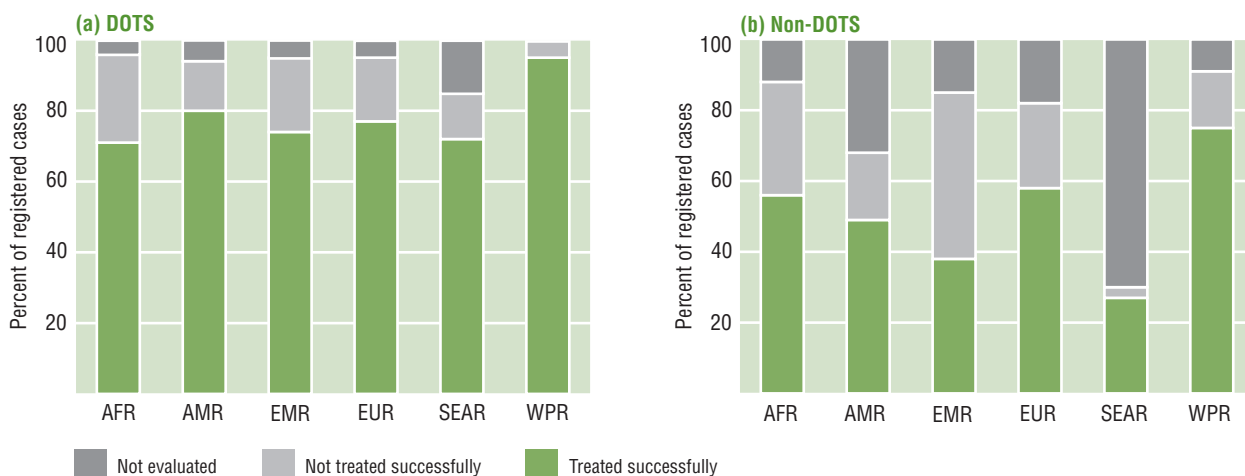 (a) DOTS
100
80
60
40
20
Percent of registered cases
AFR AMR EMR EUR SEAR WPR
(b) Non-DOTS
100
80
60
40
20
Percent of registered cases
AFR AMR EMR EUR SEAR WPR
Not evaluated Not treated successfully Treated successfully